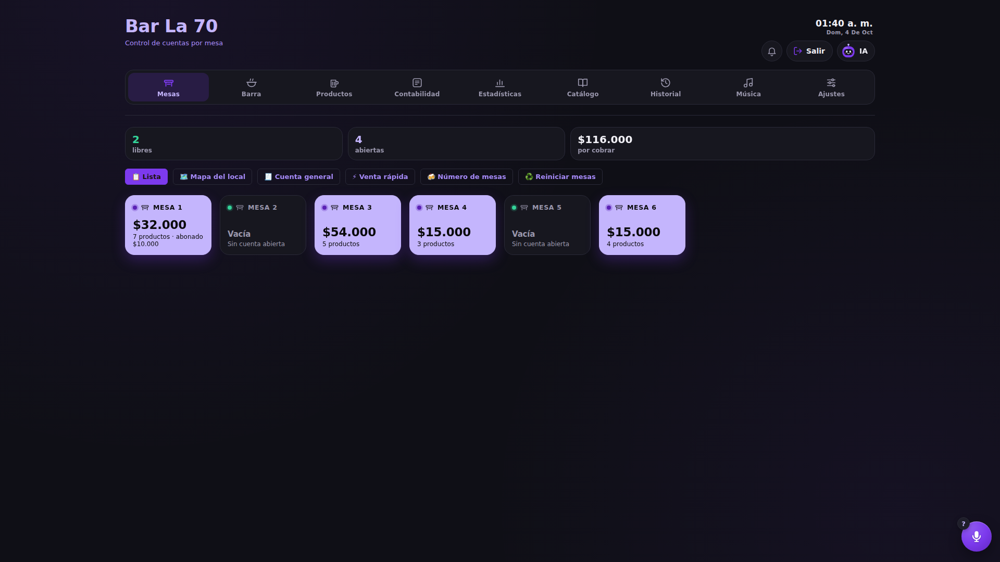 Bar La 70
Control de cuentas por mesa
01:40 a. m.
Dom, 4 De Oct
Salir
IA
Mesas
Barra
Productos
Contabilidad
Estadísticas
Catálogo
Historial
Música
Ajustes
2
libres
4
abiertas
$116.000
por cobrar
📋 Lista
🗺️ Mapa del local
🧾 Cuenta general
⚡ Venta rápida
🍻 Número de mesas
♻️ Reiniciar mesas
MESA 1
$32.000
7 productos · abonado
$10.000
MESA 2
Vacía
Sin cuenta abierta
MESA 3
$54.000
5 productos
MESA 4
$15.000
3 productos
MESA 5
Vacía
Sin cuenta abierta
MESA 6
$15.000
4 productos
?